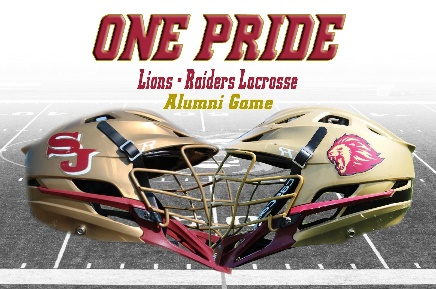 ONE PRIDE
Lions - Raiders Lacrosse
Alumni Game
SJ